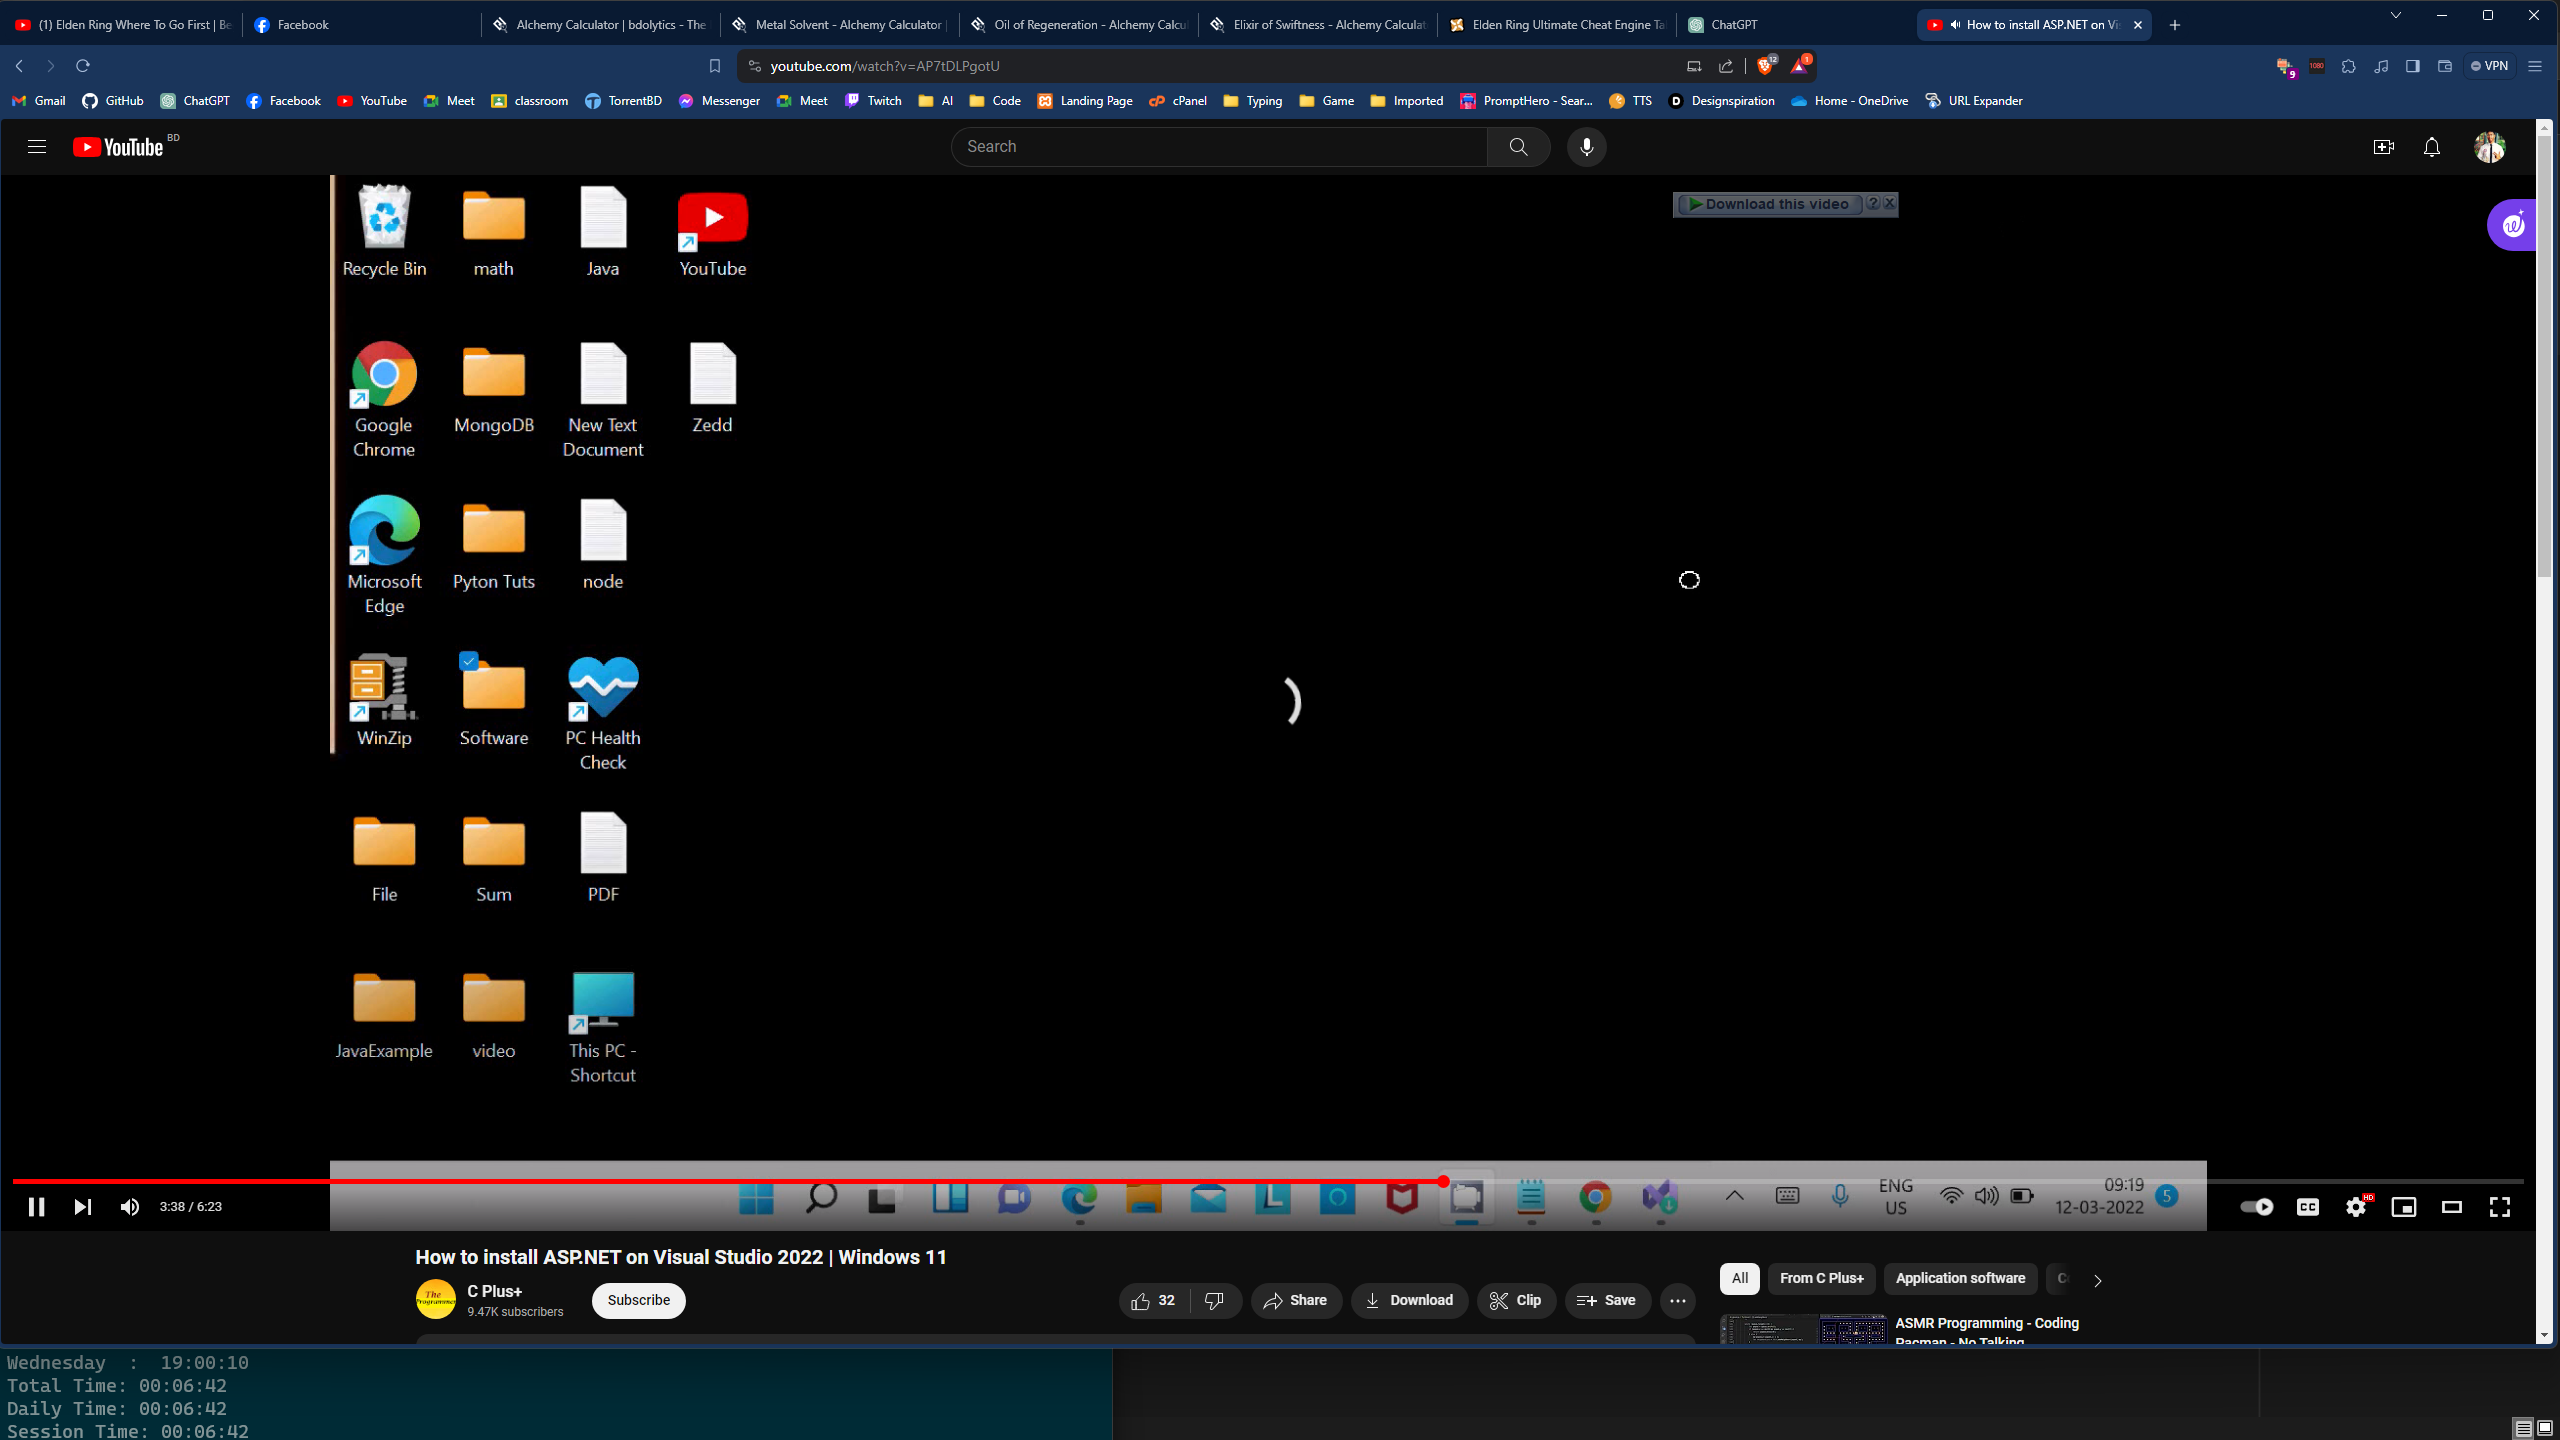 (1) Elden Ring Where To Go First | Be
Facebook
Alchemy Calculator | bdolytics - The
Metal Solvent - Alchemy Calculator |
Oil of Regeneration - Alchemy Calcu
Elixir of Swiftness - Alchemy Calculat
Elden Ring Ultimate Cheat Engine Ta
ChatGPT
How to install ASP.NET on Vi
youtube.com/watch?v=AP7tDLPgotU
12
1
9
1080
VPN
Gmail
GitHub
ChatGPT
Facebook
YouTube
Meet
classroom
TorrentBD
Messenger
Meet
Twitch
AI
Code
Landing Page
cPanel
Typing
Game
Imported
PromptHero - Sear...
TTS
Designspiration
Home - OneDrive
URL Expander
YouTube BD
Search
Download this video
Recycle Bin
math
Java
YouTube
Google
Chrome
MongoDB
New Text
Document
Zedd
Microsoft
Edge
Pyton Tuts
node
WinZip
Software
PC Health
Check
File
Sum
PDF
JavaExample
video
This PC -
Shortcut
3:38 / 6:23
ENG
US
09:19
12-03-2022
5
CC
HD
How to install ASP.NET on Visual Studio 2022 | Windows 11
The
Programmer
C Plus+
9.47K subscribers
Subscribe
32
Share
Download
Clip
Save
All
From C Plus+
Application software
ASMR Programming - Coding
Pacman - No Talking
Wednesday : 19:00:10
Total Time: 00:06:42
Daily Time: 00:06:42
Session Time: 00:06:42